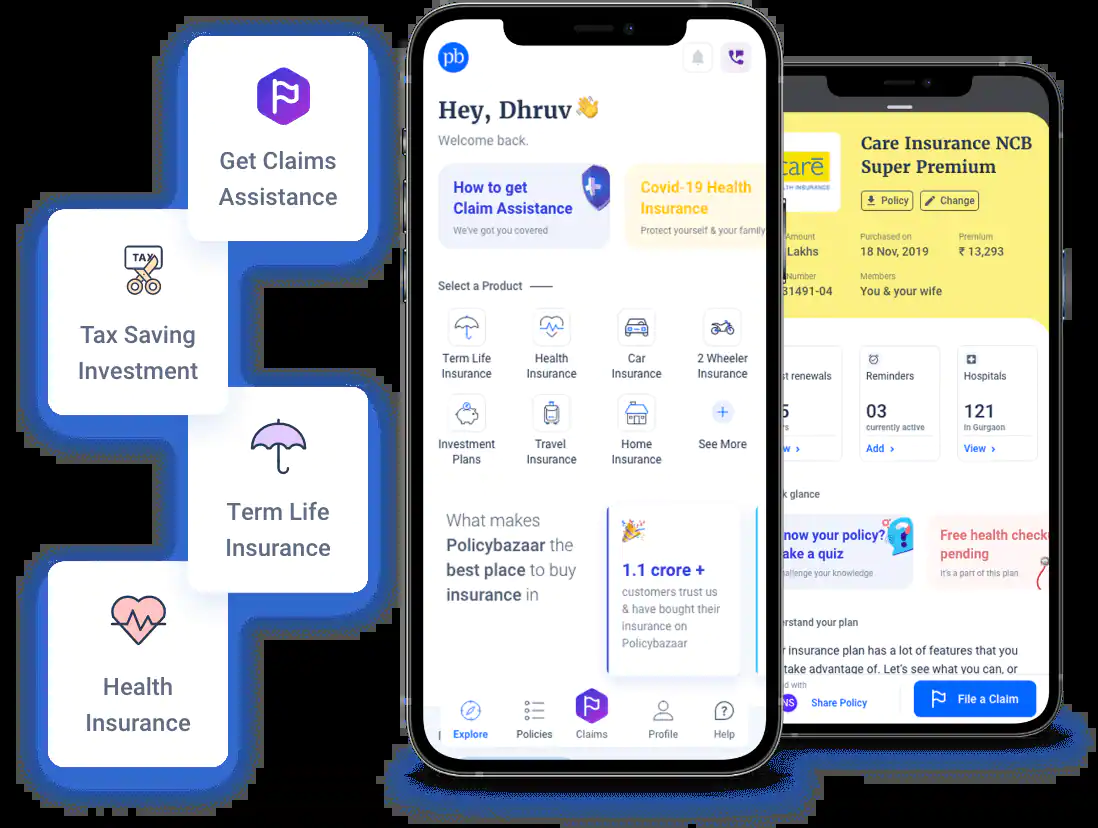 Get Claims
Assistance
TAX
Tax Saving
Investment
Term Life
Insurance
Health
Insurance
pb
Hey, Dhruv👋
Welcome back.
How to get
Claim Assistance
We've got you covered
Covid-19 Health
Insurance
Protect yourself & your family
Select a Product
Term Life
Insurance
Health
Insurance
Car
Insurance
2 Wheeler
Insurance
Investment
Plans
Travel
Insurance
Home
Insurance
See More
What makes
Policybazaar the
best place to buy
insurance in
1.1 crore +
customers trust us
& have bought their
insurance on
Policybazaar
Explore
Policies
Claims
Profile
Help
care
LTH INSURANCE
Care Insurance NCB
Super Premium
Policy
Change
Amount
Lakhs
Purchased on
18 Nov, 2019
Premium
₹ 13,293
Number
31491-04
Members
You & your wife
t renewals
5
w ›
Reminders
03
currently active
Add ›
Hospitals
121
In Gurgaon
View ›
k glance
now your policy?
ake a quiz
allenge your knowledge
Free health check
pending
It's a part of this plan
erstand your plan
r insurance plan has a lot of features that you
take advantage of. Let's see what you can, or
d with
NS
Share Policy
File a Claim